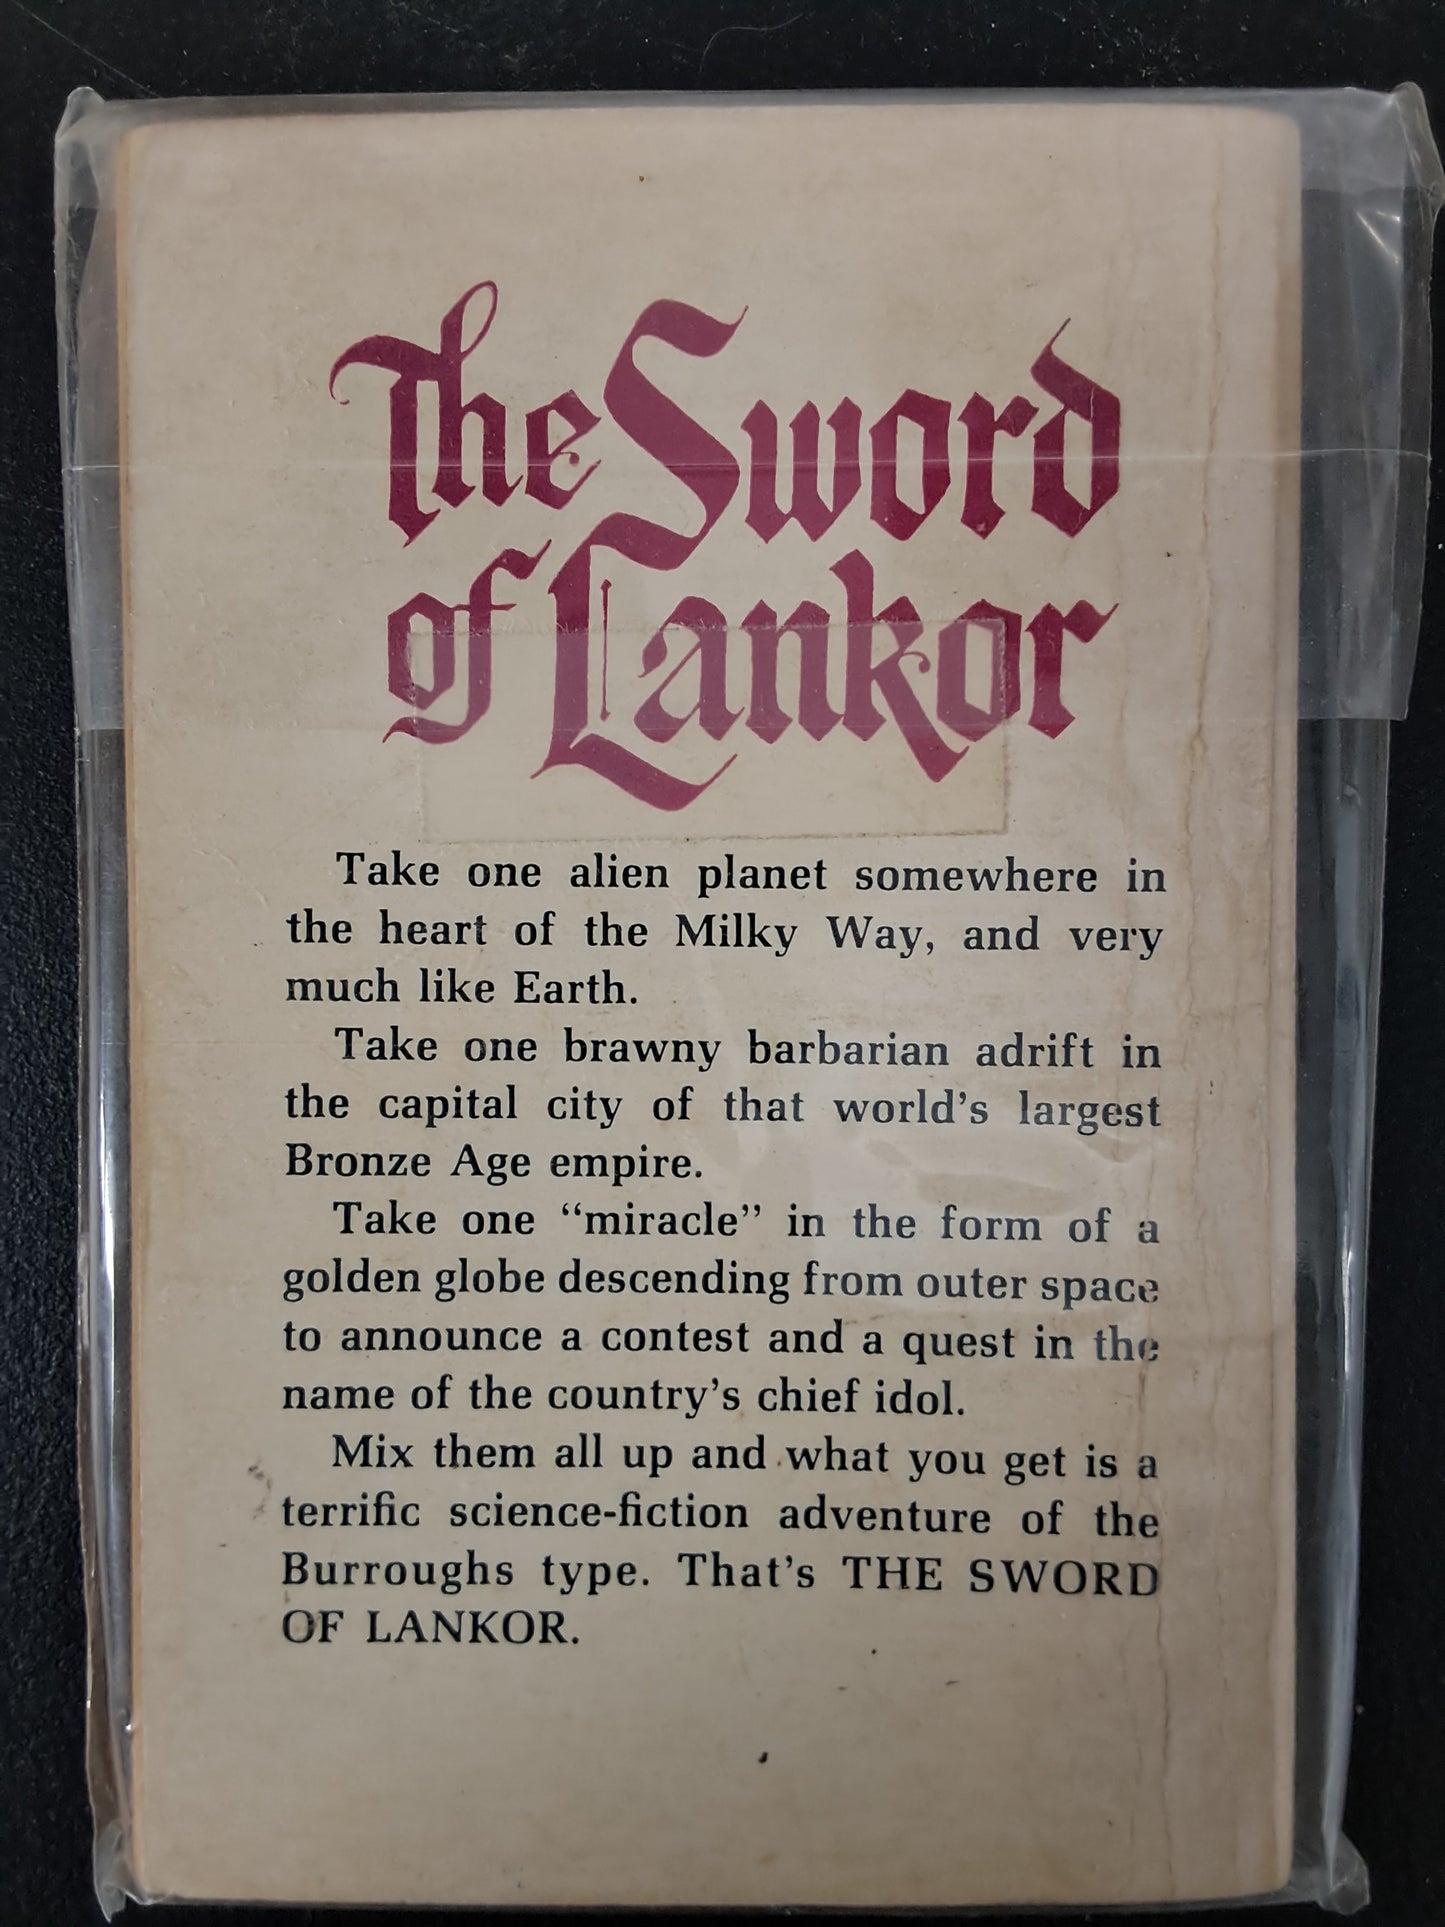 The Sword
of Lankor
Take one alien planet somewhere in
the heart of the Milky Way, and very
much like Earth.
Take one brawny barbarian adrift in
the capital city of that world’s largest
Bronze Age empire.
Take one “miracle” in the form of a
golden globe descending from outer space
to announce a contest and a quest in the
name of the country’s chief idol.
Mix them all up and what you get is a
terrific science-fiction adventure of the
Burroughs type. That’s THE SWORD
OF LANKOR.